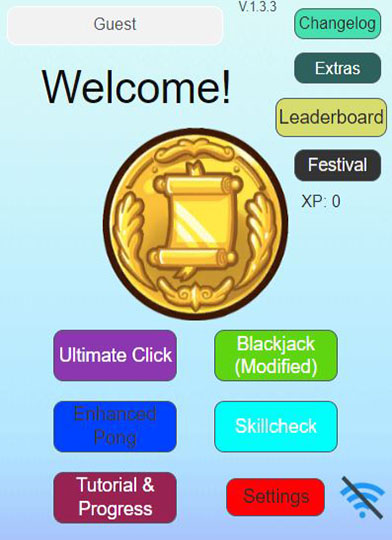 Guest
V.1.3.3
Changelog
Extras
Welcome!
Leaderboard
Festival
XP: 0
Ultimate Click
Blackjack
(Modified)
Enhanced
Pong
Skillcheck
Tutorial &
Progress
Settings